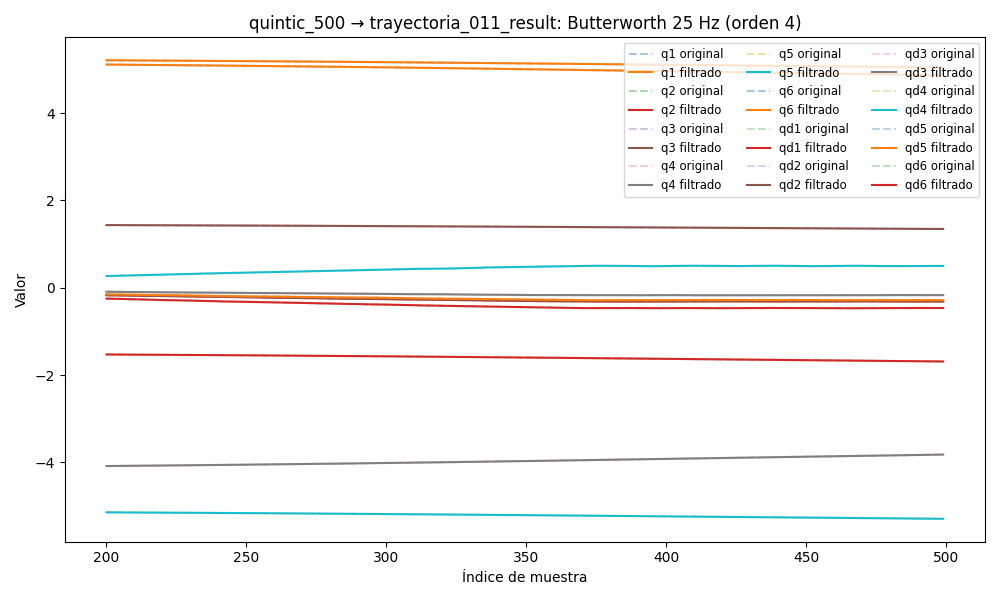 quintic_500 → trayectoria_011_result: Butterworth 25 Hz (orden 4)
q1 original
q1 filtrado
q2 original
q2 filtrado
q3 original
q3 filtrado
q4 original
q4 filtrado
q5 original
q5 filtrado
q6 original
q6 filtrado
qd1 original
qd1 filtrado
qd2 original
qd2 filtrado
qd3 original
qd3 filtrado
qd4 original
qd4 filtrado
qd5 original
qd5 filtrado
qd6 original
qd6 filtrado
Valor
4
2
0
−2
−4
200
250
300
350
400
450
500
Índice de muestra